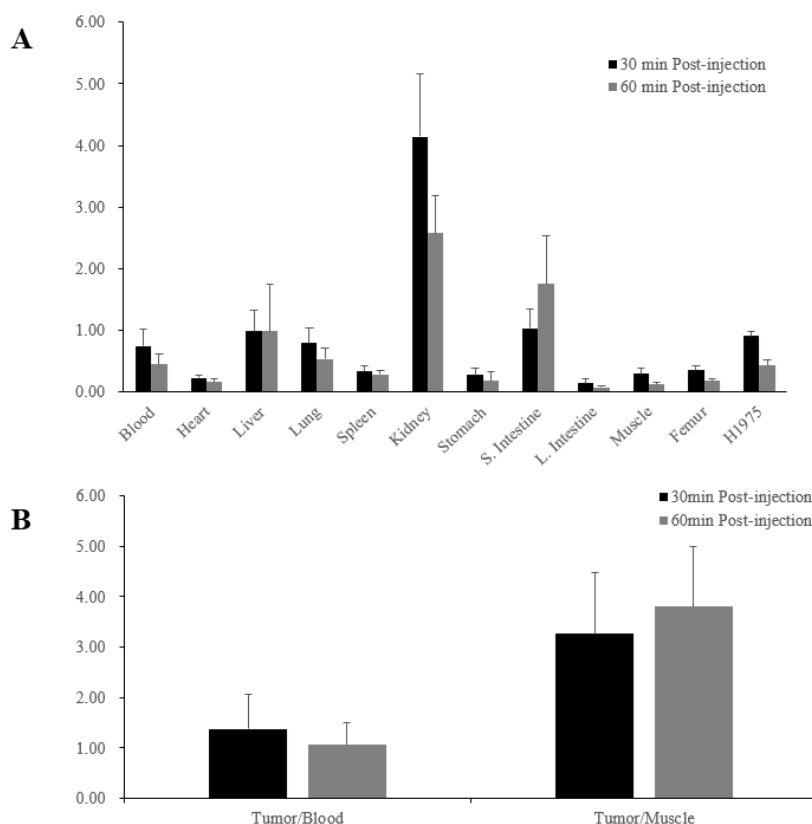 A
6.00
5.00
4.00
3.00
2.00
1.00
0.00
30 min Post-injection
60 min Post-injection
Blood
Heart
Liver
Lung
Spleen
Kidney
Stomach
S. Intestine
L. Intestine
Muscle
Femur
H1975
B
6.00
5.00
4.00
3.00
2.00
1.00
0.00
30min Post-injection
60min Post-injection
Tumor/Blood
Tumor/Muscle